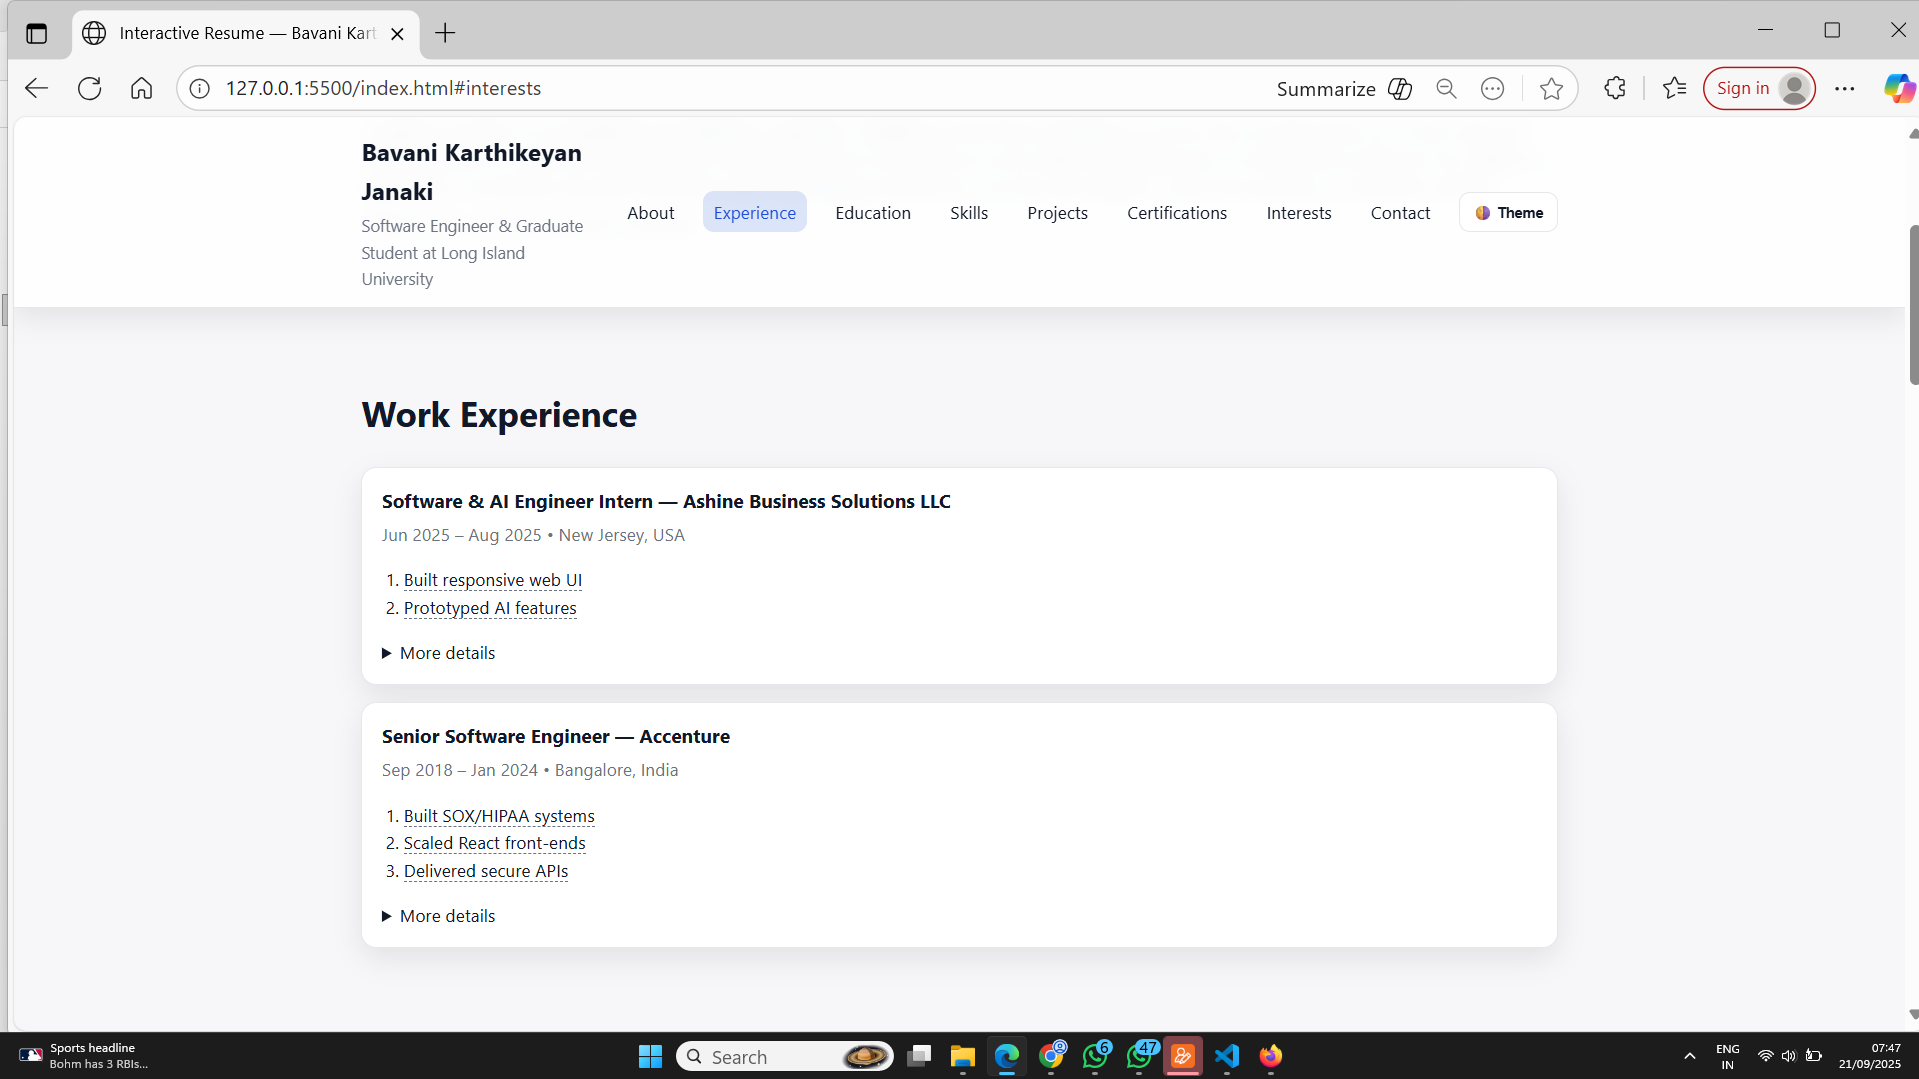 Interactive Resume — Bavani Kart
127.0.0.1:5500/index.html#interests
Summarize
Sign in
Bavani Karthikeyan
Janaki
Software Engineer & Graduate
Student at Long Island
University
About
Experience
Education
Skills
Projects
Certifications
Interests
Contact
Theme
Work Experience
Software & AI Engineer Intern — Ashine Business Solutions LLC
Jun 2025 – Aug 2025 • New Jersey, USA
1. Built responsive web UI
2. Prototyped AI features
More details
Senior Software Engineer — Accenture
Sep 2018 – Jan 2024 • Bangalore, India
1. Built SOX/HIPAA systems
2. Scaled React front-ends
3. Delivered secure APIs
More details
Sports headline
Bohm has 3 RBIs...
Search
6
47
ENG
IN
07:47
21/09/2025